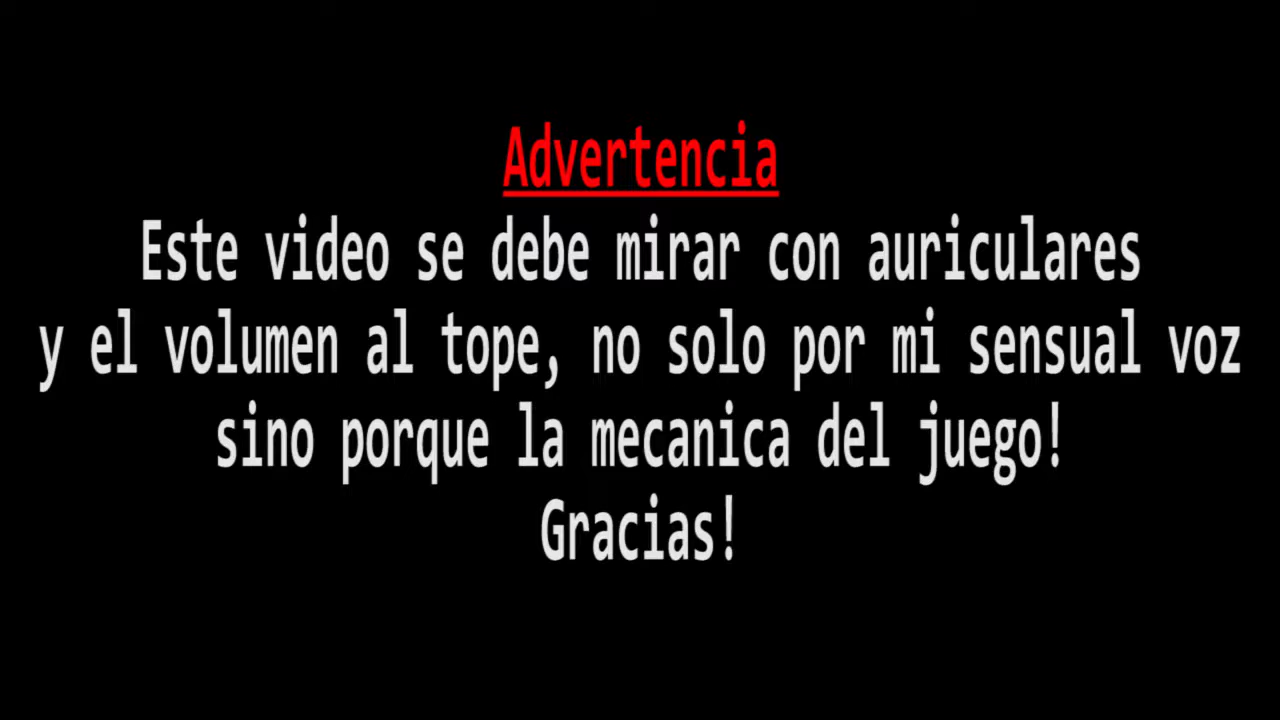 Advertencia
Este video se debe mirar con auriculares
y el volumen al tope, no solo por mi sensual voz
sino porque la mecanica del juego!
Gracias!